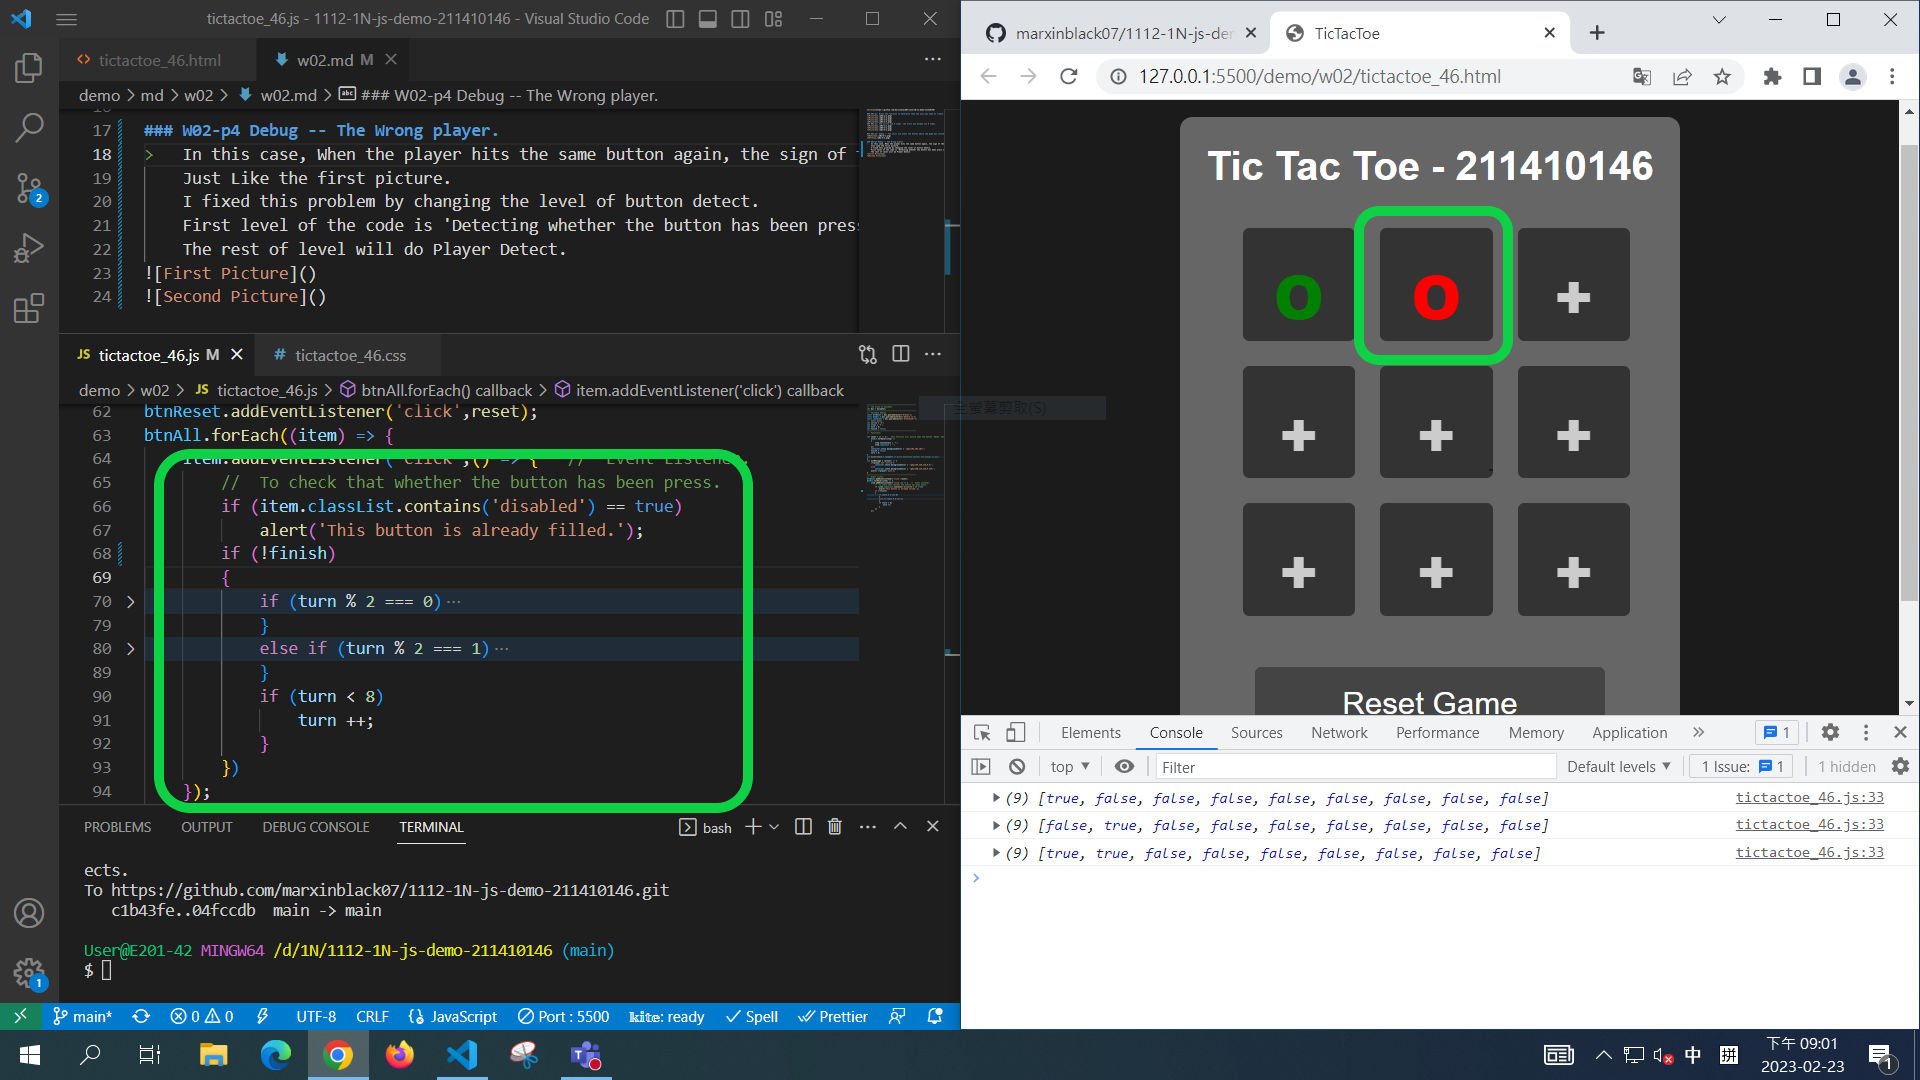 tictactoe_46.js - 1112-1N-js-demo-211410146 - Visual Studio Code
tictactoe_46.html
w02.md M
demo > md > w02 > w02.md > ### W02-p4 Debug -- The Wrong player.
17 ### W02-p4 Debug -- The Wrong player.
18 > In this case, When the player hits the same button again, the sign of
19 Just Like the first picture.
20 I fixed this problem by changing the level of button detect.
21 First level of the code is 'Detecting whether the button has been press
22 The rest of level will do Player Detect.
23 ![First Picture]()
24 ![Second Picture]()
JS tictactoe_46.js M
# tictactoe_46.css
demo > w02 > JS tictactoe_46.js > btnAll.forEach() callback > item.addEventListener('click') callback
62 btnReset.addEventListener('click',reset);
63 btnAll.forEach((item) => {
64 item.addEventListener('click',() => { // Event Listener.
65 // To check that whether the button has been press.
66 if (item.classList.contains('disabled') == true)
67 alert('This button is already filled.');
68 if (!finish)
69 {
70 if (turn % 2 === 0)···
79 }
80 else if (turn % 2 === 1)···
89 }
90 if (turn < 8)
91 turn ++;
92 }
93 })
94 });
PROBLEMS OUTPUT DEBUG CONSOLE TERMINAL
bash
ects.
To https://github.com/marxinblack07/1112-1N-js-demo-211410146.git
c1b43fe..04fccdb main -> main
User@E201-42 MINGW64 /d/1N/1112-1N-js-demo-211410146 (main)
$
2
1
main* 0 0 UTF-8 CRLF JavaScript Port : 5500 kite: ready Spell Prettier
marxinblack07/1112-1N-js-de
TicTacToe
127.0.0.1:5500/demo/w02/tictactoe_46.html
Tic Tac Toe - 211410146
o o +
+ + +
+ + +
Reset Game
全螢幕剪取(S)
Elements Console Sources Network Performance Memory Application 1
top Filter Default levels 1 Issue: 1 1 hidden
(9) [true, false, false, false, false, false, false, false, false] tictactoe_46.js:33
(9) [false, true, false, false, false, false, false, false, false] tictactoe_46.js:33
(9) [true, true, false, false, false, false, false, false, false] tictactoe_46.js:33
中 拼
下午 09:01
2023-02-23
1